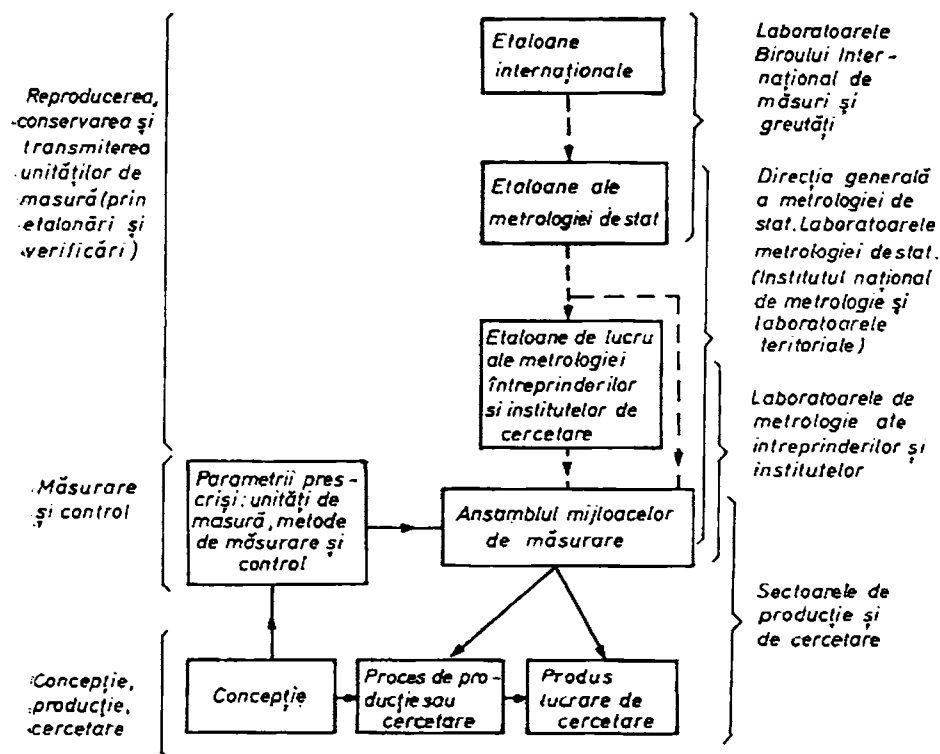 Reproducerea,
conservarea și
transmiterea
unităților de
masură (prin
etalonări și
verificări)
Măsurare
și control
Concepție,
producție,
cercetare
Etaloane
internaționale
Etaloane ale
metrologiei de stat
Etaloane de lucru
ale metrologiei
întreprinderilor
si institutelor de
cercetare
Parametrii pres-
criși: unități de
masură, metode
de măsurare și
control
Ansamblul mijloacelor
de măsurare
Concepție
Proces de pro-
ducție sau
cercetare
Produs
lucrare de
cercetare
Laboratoarele
Biroului Inter-
național de
măsuri și
greutăți
Direcția generală
a metrologiei de
stat. Laboratoarele
metrologiei de stat.
(Institutul național
de metrologie și
laboratoarele
teritoriale)
Laboratoarele de
metrologie ale
intreprinderilor și
institutelor
Sectoarele de
producție și
de cercetare